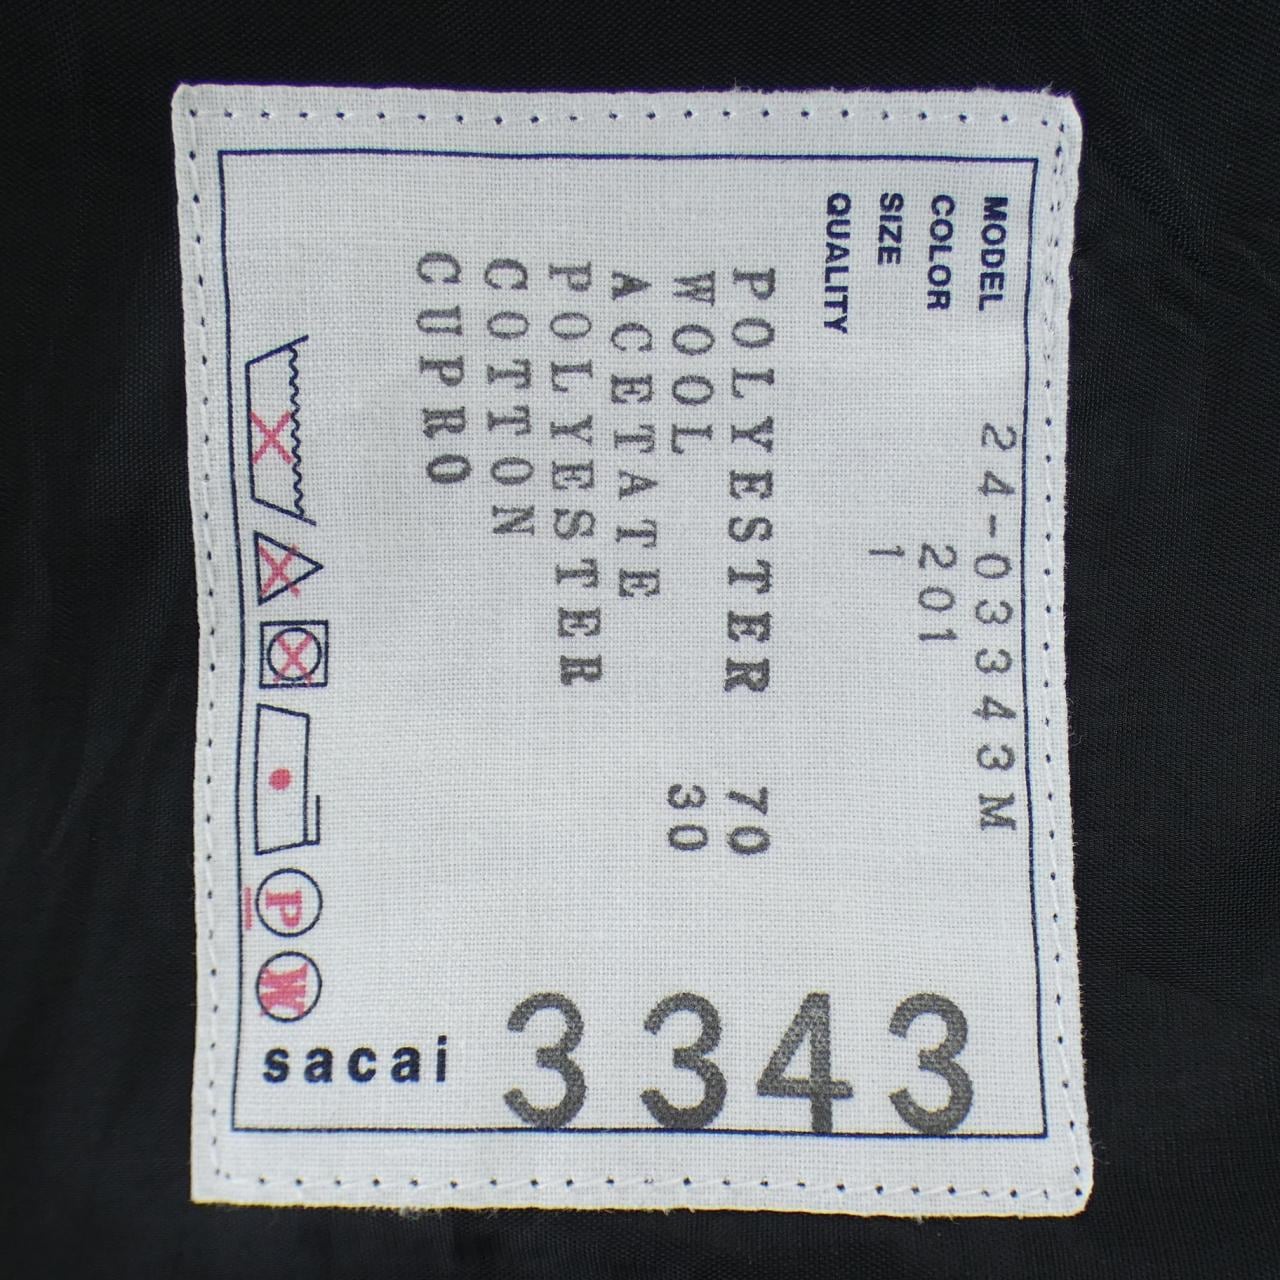 MODEL 24-03343M
COLOR 201
SIZE 1
QUALITY
POLYESTER 70
WOOL 30
ACETATE
POLYESTER
COTTON
CUPRO
P W
sacai
3343